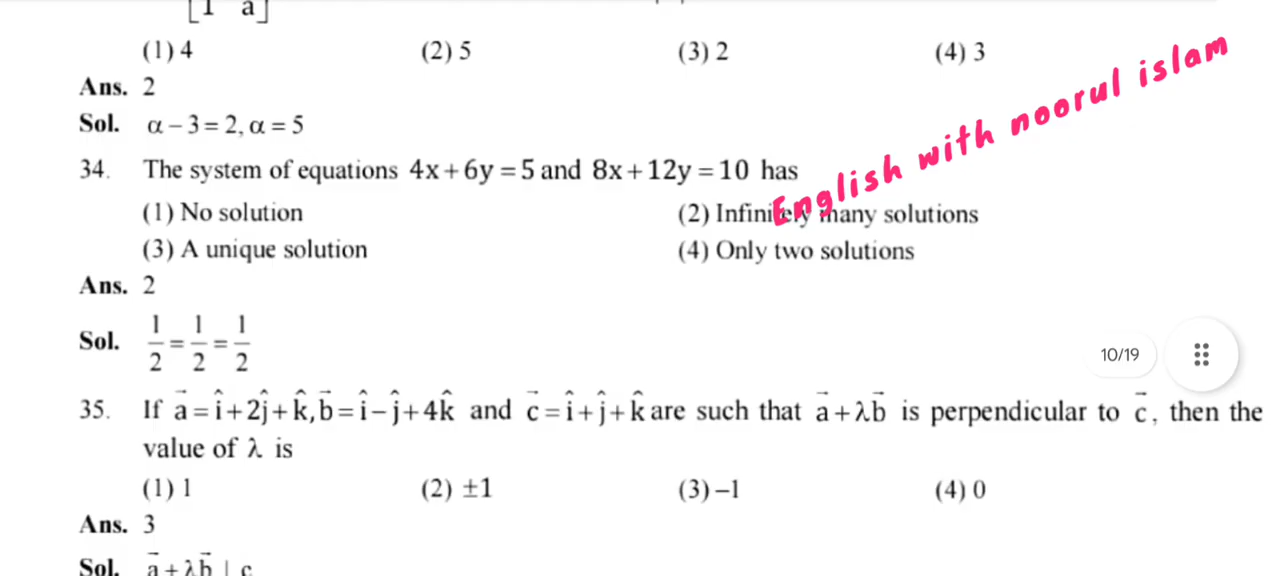 [1 a]
(1) 4 (2) 5 (3) 2 (4) 3
Ans. 2
Sol. α – 3 = 2, α = 5
34. The system of equations 4x + 6y = 5 and 8x + 12y = 10 has
(1) No solution (2) Infinitely many solutions
(3) A unique solution (4) Only two solutions
English with noorul islam
Ans. 2
Sol. 1/2 = 1/2 = 1/2
10/19
35. If a⃗ = î + 2ĵ + k̂, b⃗ = î – ĵ + 4k̂ and c⃗ = î + ĵ + k̂ are such that a⃗ + λb⃗ is perpendicular to c⃗, then the
value of λ is
(1) 1 (2) ±1 (3) –1 (4) 0
Ans. 3
Sol. a⃗ + λb⃗ | c